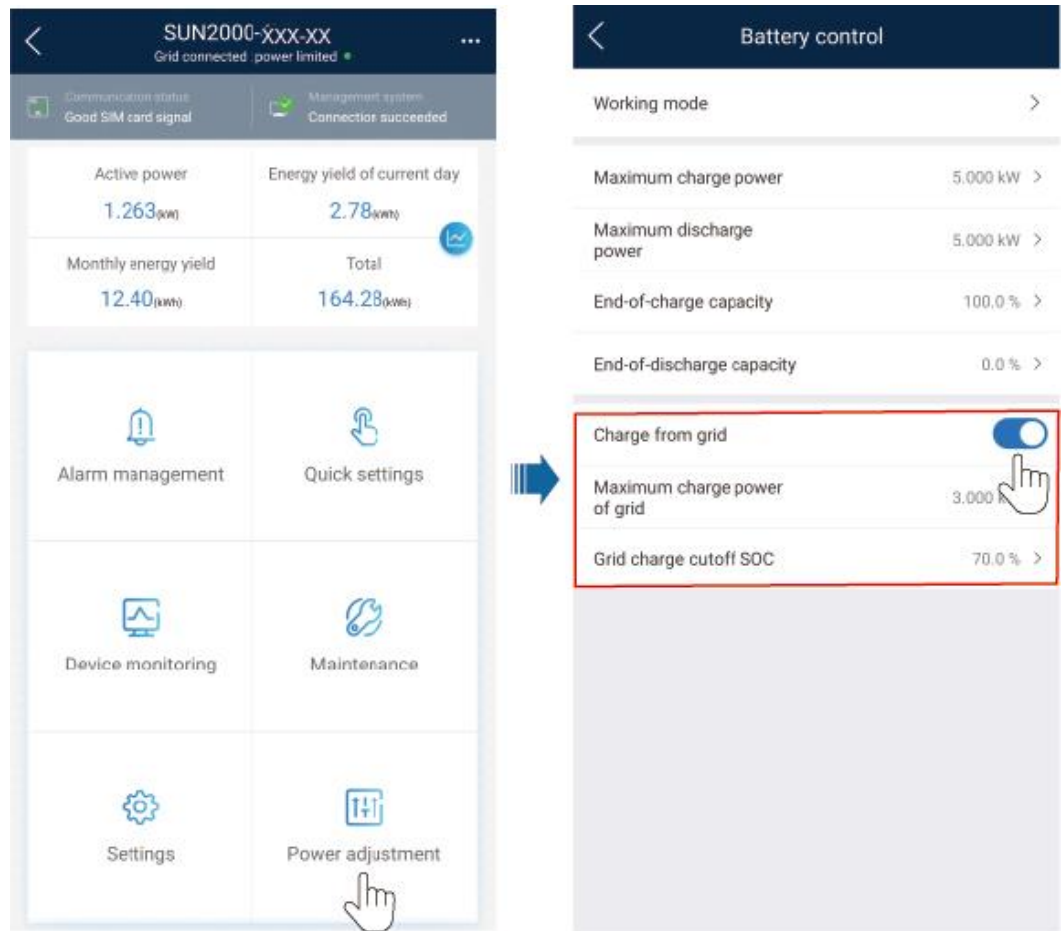 SUN2000-XXX-XX
Grid connected power limited
Communication status
Good SIM card signal
Management system
Connection succeeded
Active power
1.263(kW)
Energy yield of current day
2.78(kWh)
Monthly energy yield
12.40(kWh)
Total
164.28(kWh)
Alarm management
Quick settings
Device monitoring
Maintenance
Settings
Power adjustment
Battery control
Working mode
Maximum charge power
5.000 kW
Maximum discharge
power
5.000 kW
End-of-charge capacity
100.0 %
End-of-discharge capacity
0.0 %
Charge from grid
Maximum charge power
of grid
3.000
Grid charge cutoff SOC
70.0 %